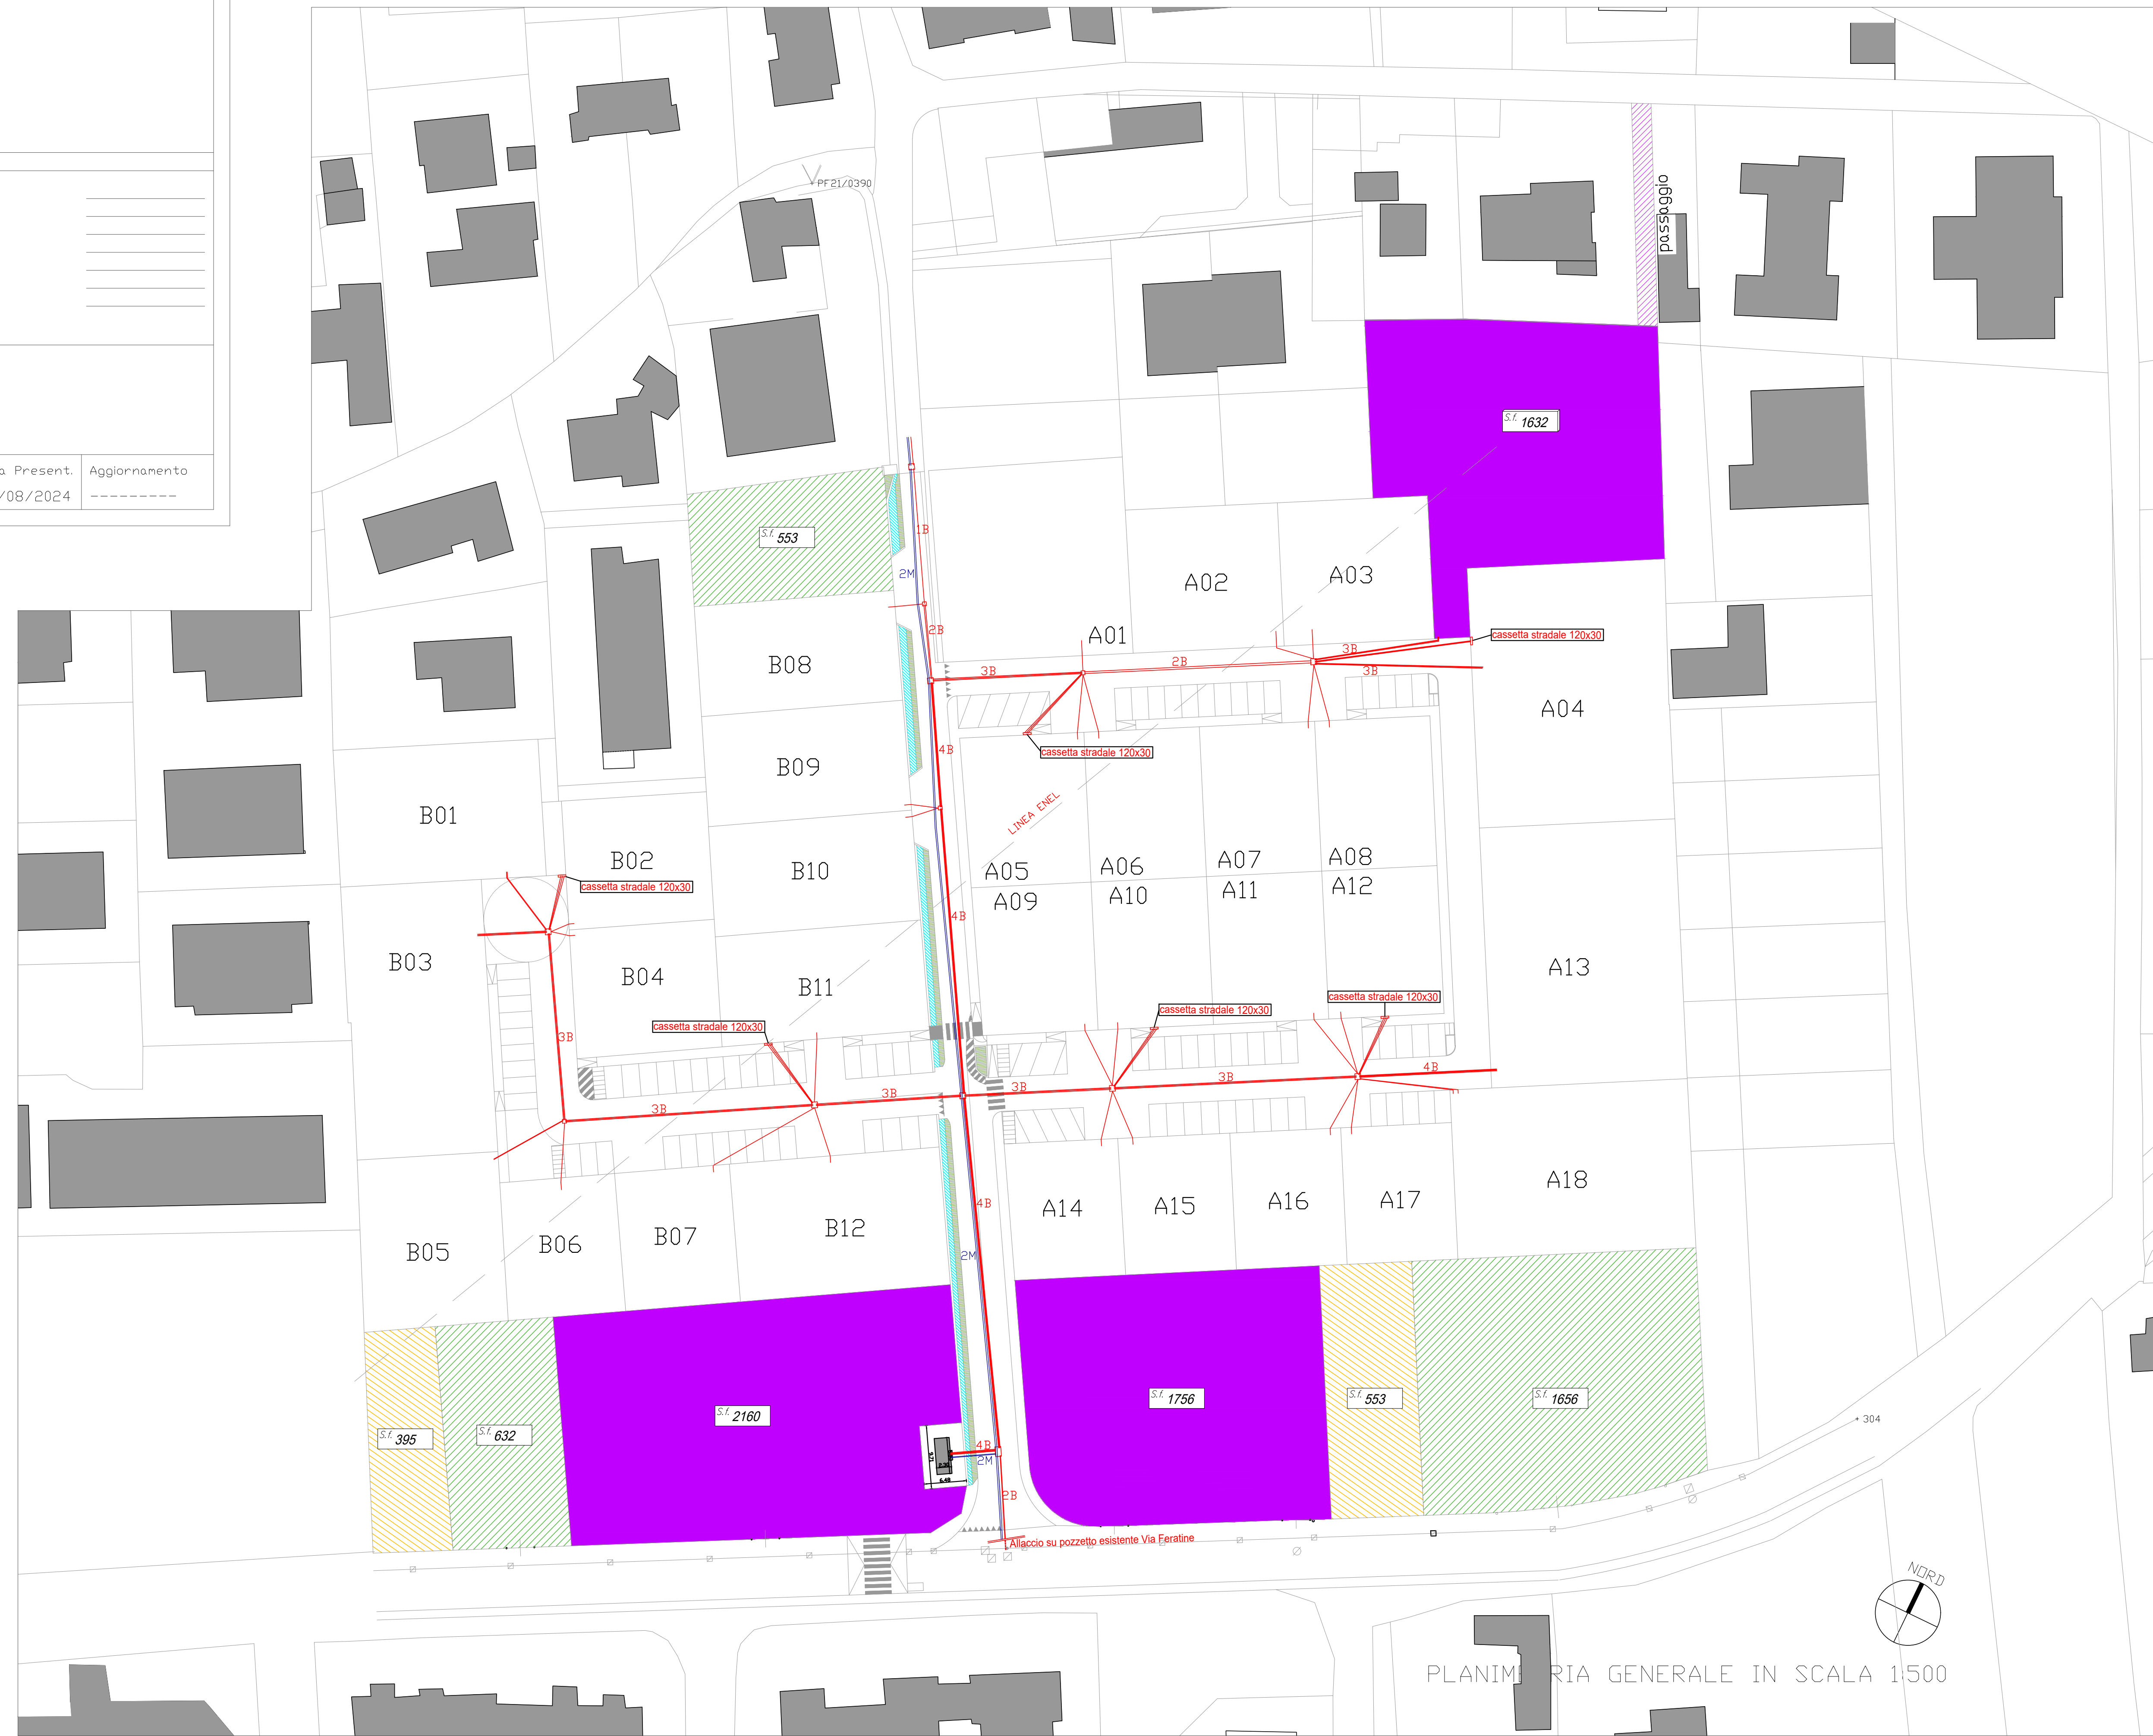 PF21/0390
passaggio
a Present.
Aggiornamento
/08/2024
---------
S.f. 1632
S.f. 553
1B
2M
A02
A03
2B
A01
cassetta stradale 120x30
3B
B08
3B
2B
3B
A04
4B
cassetta stradale 120x30
B09
LINEA ENEL
B01
B02
B10
A05
A06
A07
A08
cassetta stradale 120x30
A09
A10
A11
A12
4B
B03
B04
B11
A13
cassetta stradale 120x30
cassetta stradale 120x30
cassetta stradale 120x30
3B
3B
3B
3B
3B
4B
4B
A14
A15
A16
A17
A18
B05
B06
B07
B12
2M
S.f. 395
S.f. 632
S.f. 2160
S.f. 1756
S.f. 553
S.f. 1656
304
4B
2M
6.48
2B
Allaccio su pozzetto esistente Via Feratine
NORD
PLANIMETRIA GENERALE IN SCALA 1:500